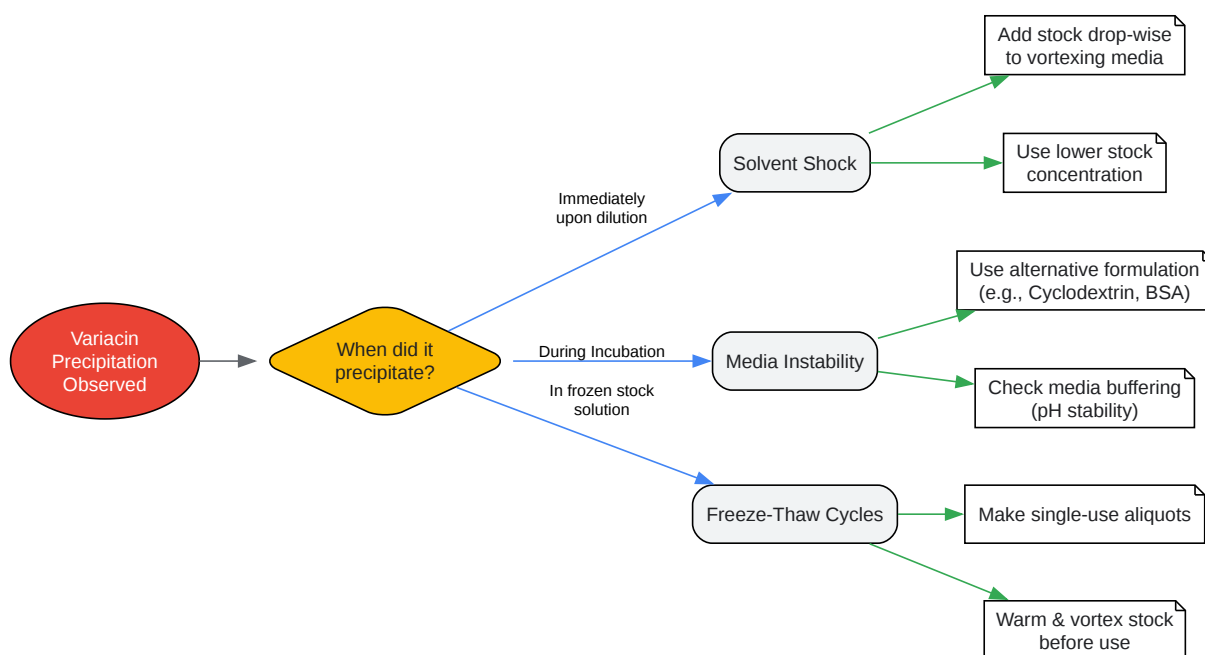 Variacin
Precipitation
Observed
When did it
precipitate?
Immediately
upon dilution
Solvent Shock
Add stock drop-wise
to vortexing media
Use lower stock
concentration
During Incubation
Media Instability
Use alternative formulation
(e.g., Cyclodextrin, BSA)
Check media buffering
(pH stability)
In frozen stock
solution
Freeze-Thaw Cycles
Make single-use aliquots
Warm & vortex stock
before use